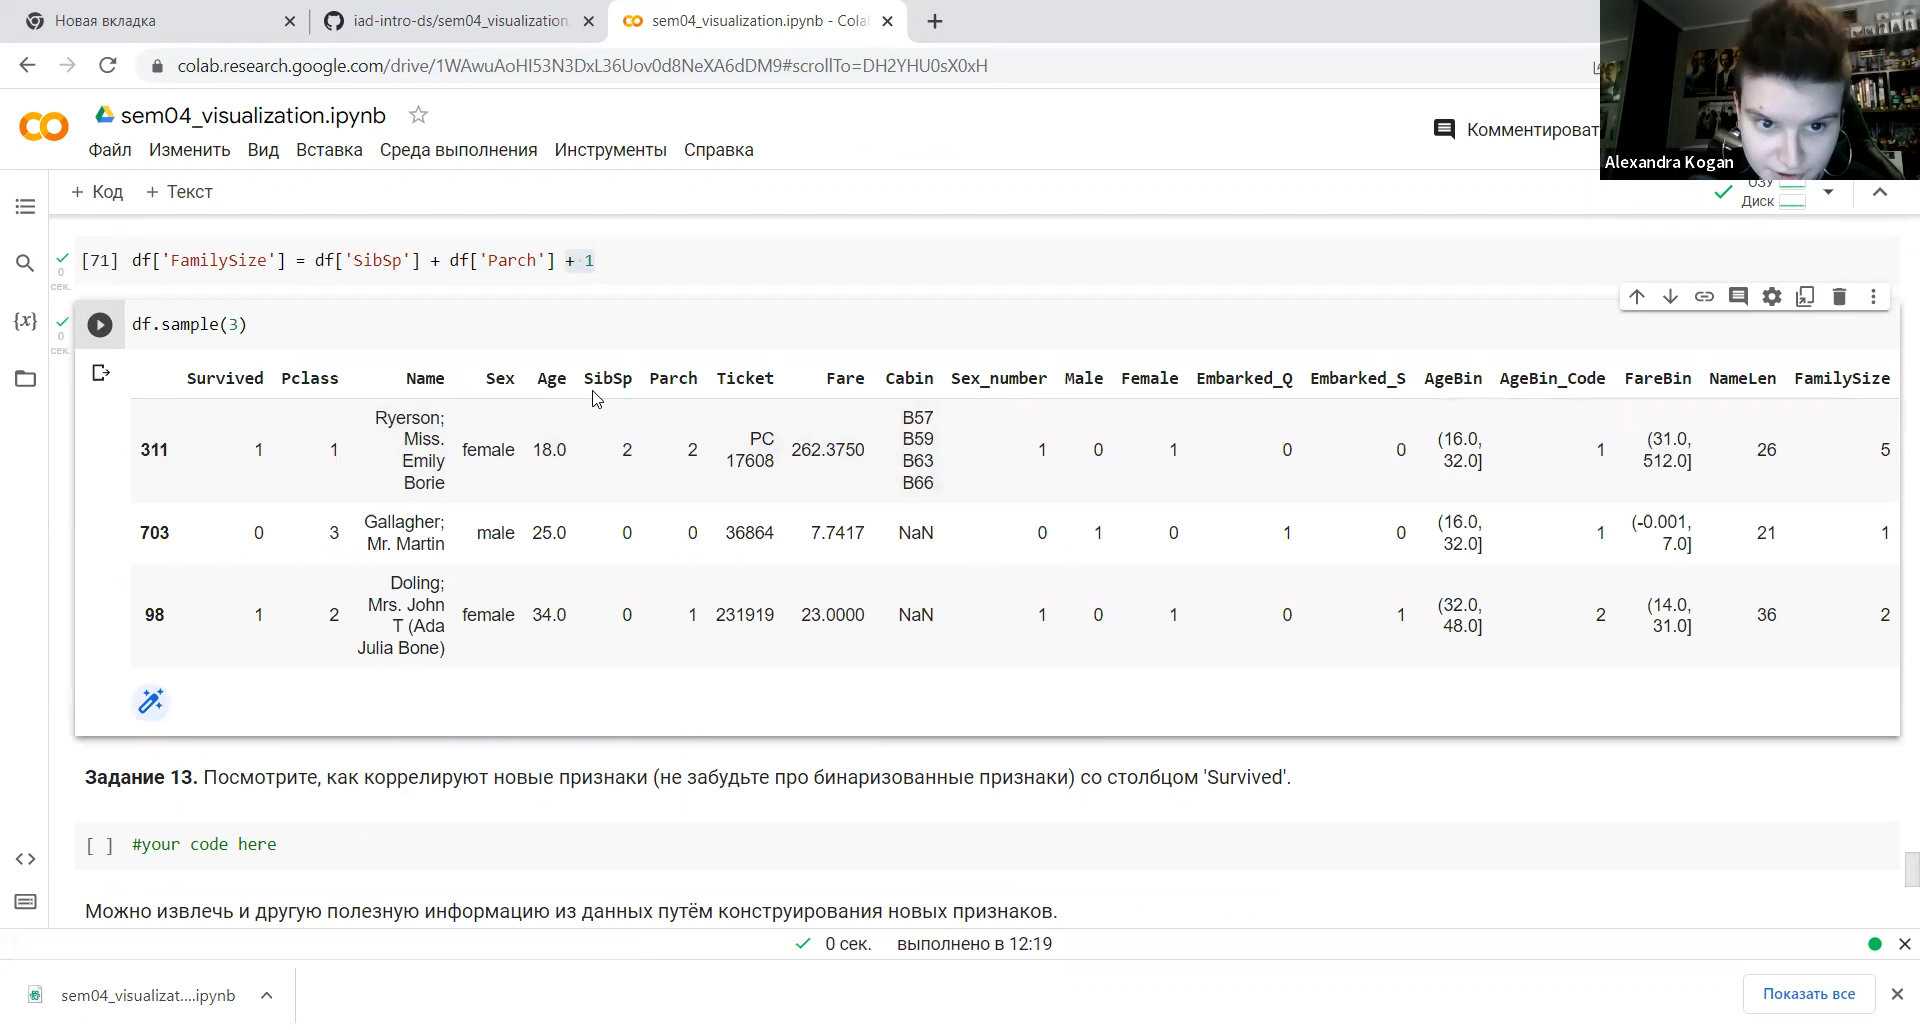 Новая вкладка
iad-intro-ds/sem04_visualization.
sem04_visualization.ipynb - Cola
colab.research.google.com/drive/1WAwuAoHI53N3DxL36Uov0d8NeXA6dDM9#scrollTo=DH2YHU0sX0xH
sem04_visualization.ipynb
Комментироват
Alexandra Kogan
Файл Изменить Вид Вставка Среда выполнения Инструменты Справка
+ Код + Текст
ОЗУ
Диск
[71] df['FamilySize'] = df['SibSp'] + df['Parch'] + 1
0
сек.
{x}
df.sample(3)
0
сек.
Survived Pclass Name Sex Age SibSp Parch Ticket Fare Cabin Sex_number Male Female Embarked_Q Embarked_S AgeBin AgeBin_Code FareBin NameLen FamilySize
311 1 1 Ryerson; Miss. Emily Borie female 18.0 2 2 PC 17608 262.3750 B57 B59 B63 B66 1 0 1 0 0 (16.0, 32.0] 1 (31.0, 512.0] 26 5
703 0 3 Gallagher; Mr. Martin male 25.0 0 0 36864 7.7417 NaN 0 1 0 1 0 (16.0, 32.0] 1 (-0.001, 7.0] 21 1
98 1 2 Doling; Mrs. John T (Ada Julia Bone) female 34.0 0 1 231919 23.0000 NaN 1 0 1 0 1 (32.0, 48.0] 2 (14.0, 31.0] 36 2
Задание 13. Посмотрите, как коррелируют новые признаки (не забудьте про бинаризованные признаки) со столбцом 'Survived'.
[ ] #your code here
Можно извлечь и другую полезную информацию из данных путём конструирования новых признаков.
0 сек. выполнено в 12:19
sem04_visualizat....ipynb
Показать все